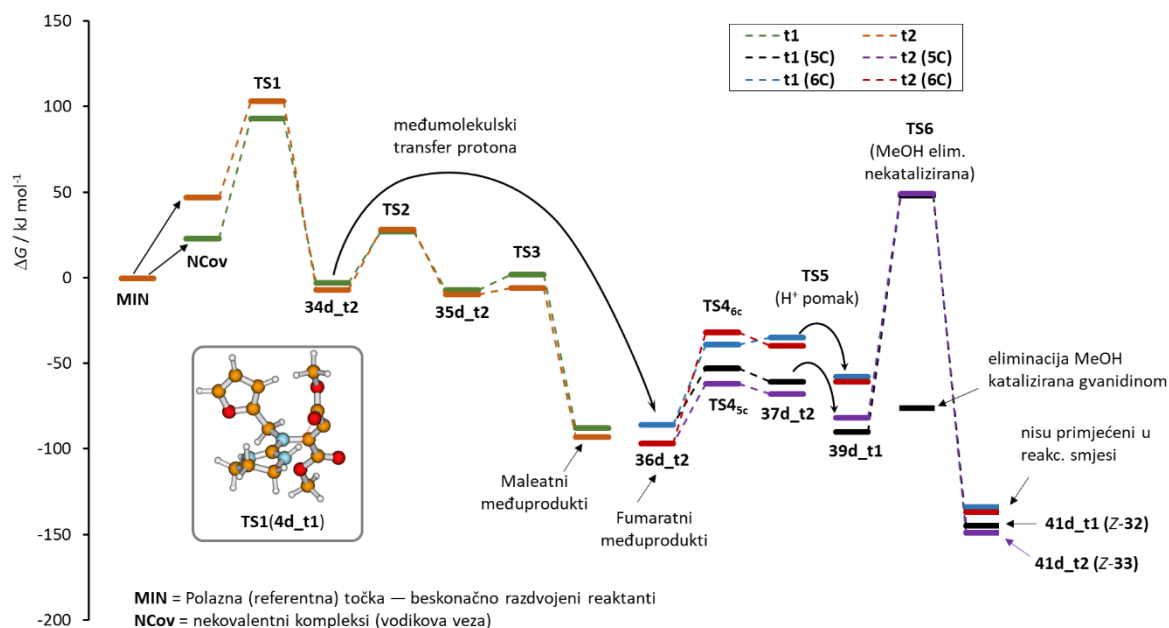 150
100
50
0
-50
-100
-150
-200
ΔG / kJ mol⁻¹
t1
t2
t1 (5C)
t2 (5C)
t1 (6C)
t2 (6C)
TS1
međumolekulski
transfer protona
TS6
(MeOH elim.
nekatalizirana)
NCov
MIN
TS2
TS3
34d_t2
35d_t2
TS5
(H⁺ pomak)
TS4₆c
TS4₅c
37d_t2
36d_t2
39d_t1
eliminacija MeOH
katalizirana gvanidinom
nisu primjećeni u
reakc. smjesi
Maleatni
međuprodukti
Fumaratni
međuprodukti
TS1(4d_t1)
41d_t1 (Z-32)
41d_t2 (Z-33)
MIN = Polazna (referentna) točka — beskonačno razdvojeni reaktanti
NCov = nekovalentni kompleksi (vodikova veza)